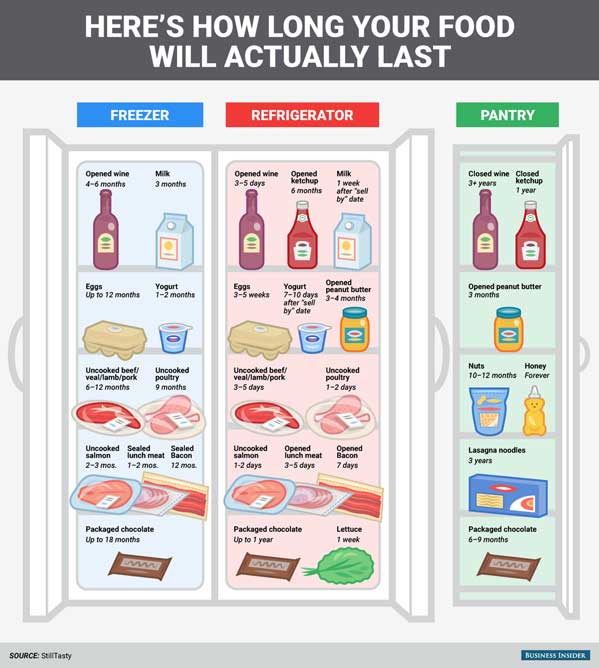 HERE'S HOW LONG YOUR FOOD
WILL ACTUALLY LAST
FREEZER
Opened wine
4–6 months
Milk
3 months
Eggs
Up to 12 months
Yogurt
1–2 months
Uncooked beef/
veal/lamb/pork
6–12 months
Uncooked
poultry
9 months
Uncooked
salmon
2–3 mos.
Sealed
lunch meat
1–2 mos.
Sealed
Bacon
12 mos.
Packaged chocolate
Up to 18 months
REFRIGERATOR
Opened wine
3–5 days
Opened
ketchup
6 months
Milk
1 week
after "sell
by" date
Eggs
3–5 weeks
Yogurt
7–10 days
after "sell
by" date
Opened
peanut butter
3–4 months
Uncooked beef/
veal/lamb/pork
3–5 days
Uncooked
poultry
1–2 days
Uncooked
salmon
1-2 days
Opened
lunch meat
3–5 days
Opened
Bacon
7 days
Packaged chocolate
Up to 1 year
Lettuce
1 week
PANTRY
Closed wine
3+ years
Closed
ketchup
1 year
Opened peanut butter
3 months
Nuts
10–12 months
Honey
Forever
Lasagna noodles
3 years
Packaged chocolate
6–9 months
SOURCE: StillTasty
BUSINESS INSIDER